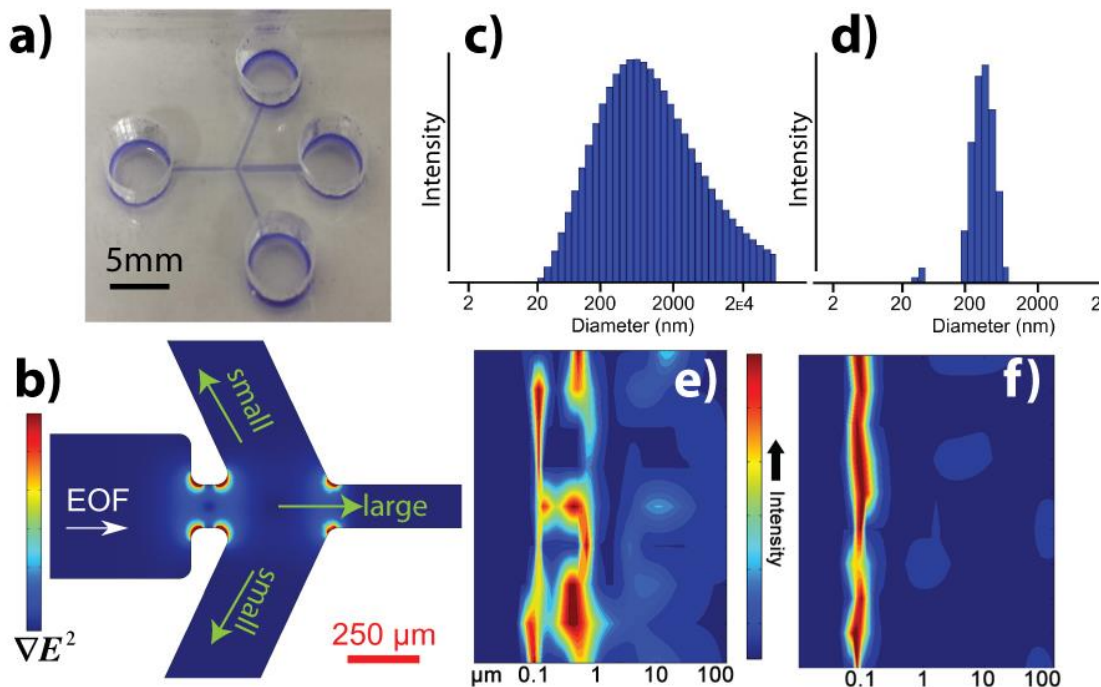 a)
5mm
c)
Intensity
2 20 200 2000 2e4
Diameter (nm)
d)
Intensity
2 20 200 2000 2
Diameter (nm)
b)
EOF
small
large
small
∇E²
250 µm
e)
µm 0.1 1 10 100
Intensity
f)
0.1 1 10 100